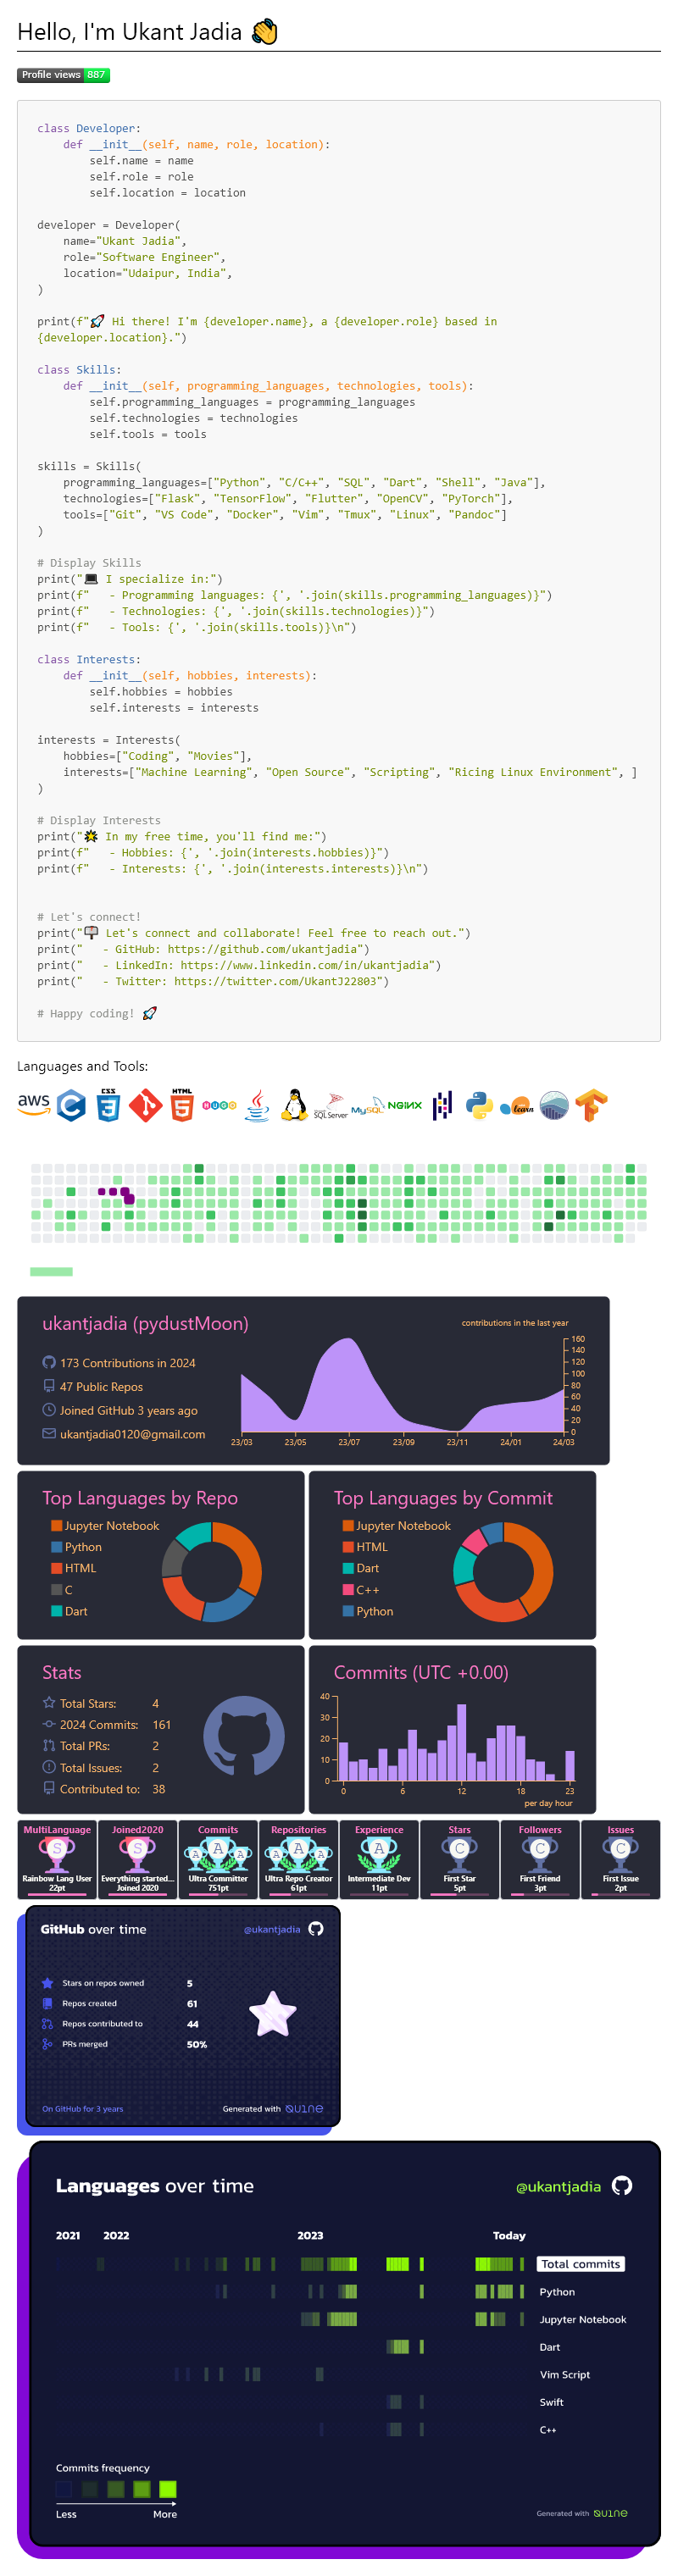 Hello, I'm Ukant Jadia 👋
Profile views 887
class Developer:
    def __init__(self, name, role, location):
        self.name = name
        self.role = role
        self.location = location
developer = Developer(
    name="Ukant Jadia",
    role="Software Engineer",
    location="Udaipur, India",
)
print(f"🚀 Hi there! I'm {developer.name}, a {developer.role} based in
{developer.location}.")
class Skills:
    def __init__(self, programming_languages, technologies, tools):
        self.programming_languages = programming_languages
        self.technologies = technologies
        self.tools = tools
skills = Skills(
    programming_languages=["Python", "C/C++", "SQL", "Dart", "Shell", "Java"],
    technologies=["Flask", "TensorFlow", "Flutter", "OpenCV", "PyTorch"],
    tools=["Git", "VS Code", "Docker", "Vim", "Tmux", "Linux", "Pandoc"]
)
# Display Skills
print("💻 I specialize in:")
print(f"   - Programming languages: {', '.join(skills.programming_languages)}")
print(f"   - Technologies: {', '.join(skills.technologies)}")
print(f"   - Tools: {', '.join(skills.tools)}\n")
class Interests:
    def __init__(self, hobbies, interests):
        self.hobbies = hobbies
        self.interests = interests
interests = Interests(
    hobbies=["Coding", "Movies"],
    interests=["Machine Learning", "Open Source", "Scripting", "Ricing Linux Environment", ]
)
# Display Interests
print("🌟 In my free time, you'll find me:")
print(f"   - Hobbies: {', '.join(interests.hobbies)}")
print(f"   - Interests: {', '.join(interests.interests)}\n")
# Let's connect!
print("📫 Let's connect and collaborate! Feel free to reach out.")
print("   - GitHub: https://github.com/ukantjadia")
print("   - LinkedIn: https://www.linkedin.com/in/ukantjadia")
print("   - Twitter: https://twitter.com/UkantJ22803")
# Happy coding! 🚀
Languages and Tools:
aws C CSS 3 HTML 5 HUGO Java SQL Server MySQL NGINX learn
ukantjadia (pydustMoon)
contributions in the last year
173 Contributions in 2024
47 Public Repos
Joined GitHub 3 years ago
ukantjadia0120@gmail.com
160
140
120
100
80
60
40
20
0
23/03 23/05 23/07 23/09 23/11 24/01 24/03
Top Languages by Repo
Jupyter Notebook
Python
HTML
C
Dart
Top Languages by Commit
Jupyter Notebook
HTML
Dart
C++
Python
Stats
Total Stars: 4
2024 Commits: 161
Total PRs: 2
Total Issues: 2
Contributed to: 38
Commits (UTC +0.00)
40
30
20
10
0
0 6 12 18 23
per day hour
MultiLanguage Joined2020 Commits Repositories Experience Stars Followers Issues
S S A A A A A A A C C C
Rainbow Lang User Everything started... Ultra Committer Ultra Repo Creator Intermediate Dev First Star First Friend First Issue
22pt Joined 2020 751pt 61pt 11pt 5pt 3pt 2pt
GitHub over time @ukantjadia
Stars on repos owned 5
Repos created 61
Repos contributed to 44
PRs merged 50%
On GitHub for 3 years Generated with QUINE
Languages over time @ukantjadia
2021 2022 2023 Today
Total commits
Python
Jupyter Notebook
Dart
Vim Script
Swift
C++
Commits frequency
Less More
Generated with QUINE